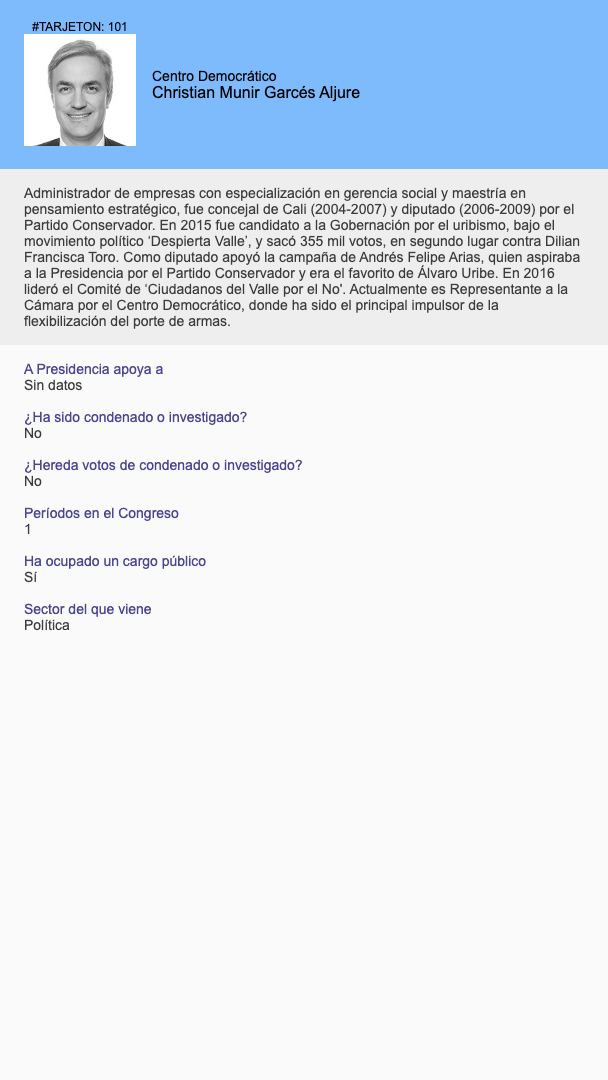 #TARJETON: 101
Centro Democrático
Christian Munir Garcés Aljure
Administrador de empresas con especialización en gerencia social y maestría en
pensamiento estratégico, fue concejal de Cali (2004-2007) y diputado (2006-2009) por el
Partido Conservador. En 2015 fue candidato a la Gobernación por el uribismo, bajo el
movimiento político ‘Despierta Valle’, y sacó 355 mil votos, en segundo lugar contra Dilian
Francisca Toro. Como diputado apoyó la campaña de Andrés Felipe Arias, quien aspiraba
a la Presidencia por el Partido Conservador y era el favorito de Álvaro Uribe. En 2016
lideró el Comité de ‘Ciudadanos del Valle por el No'. Actualmente es Representante a la
Cámara por el Centro Democrático, donde ha sido el principal impulsor de la
flexibilización del porte de armas.
A Presidencia apoya a
Sin datos
¿Ha sido condenado o investigado?
No
¿Hereda votos de condenado o investigado?
No
Períodos en el Congreso
1
Ha ocupado un cargo público
Sí
Sector del que viene
Política